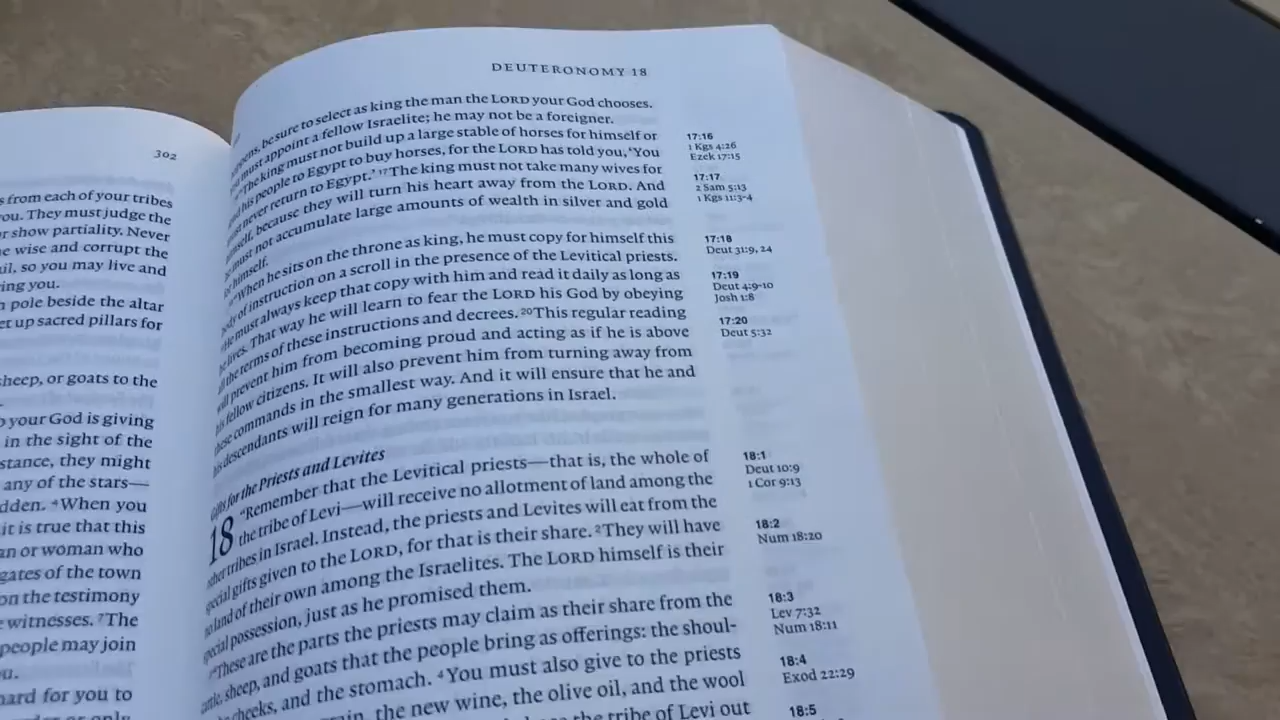 302
s from each of your tribes
ou. They must judge the
r show partiality. Never
e wise and corrupt the
il, so you may live and
ing you.
n pole beside the altar
et up sacred pillars for
heep, or goats to the
o your God is giving
in the sight of the
stance, they might
any of the stars—
dden. ⁴When you
it is true that this
an or woman who
gates of the town
on the testimony
witnesses. ⁷The
people may join
u.
hard for you to
DEUTERONOMY 18
be sure to select as king the man the LORD your God chooses.
must appoint a fellow Israelite; he may not be a foreigner.
"The king must not build up a large stable of horses for himself or
his people to Egypt to buy horses, for the LORD has told you, 'You
never return to Egypt.' ¹⁷The king must not take many wives for
because they will turn his heart away from the LORD. And
must not accumulate large amounts of wealth in silver and gold
himself.
"When he sits on the throne as king, he must copy for himself this
of instruction on a scroll in the presence of the Levitical priests.
must always keep that copy with him and read it daily as long as
lives. That way he will learn to fear the LORD his God by obeying
the terms of these instructions and decrees. ²⁰This regular reading
prevent him from becoming proud and acting as if he is above
his fellow citizens. It will also prevent him from turning away from
these commands in the smallest way. And it will ensure that he and
his descendants will reign for many generations in Israel.
Gifts for the Priests and Levites
18 "Remember that the Levitical priests—that is, the whole of
the tribe of Levi—will receive no allotment of land among the
other tribes in Israel. Instead, the priests and Levites will eat from the
special gifts given to the LORD, for that is their share. ²They will have
no land of their own among the Israelites. The LORD himself is their
special possession, just as he promised them.
"These are the parts the priests may claim as their share from the
cattle, sheep, and goats that the people bring as offerings: the shoul-
cheeks, and the stomach. ⁴You must also give to the priests
the new wine, the olive oil, and the wool
the tribe of Levi out
17:16
1 Kgs 4:26
Ezek 17:15
17:17
2 Sam 5:13
1 Kgs 11:3-4
17:18
Deut 31:9, 24
17:19
Deut 4:9-10
Josh 1:8
17:20
Deut 5:32
18:1
Deut 10:9
1 Cor 9:13
18:2
Num 18:20
18:3
Lev 7:32
Num 18:11
18:4
Exod 22:29
18:5